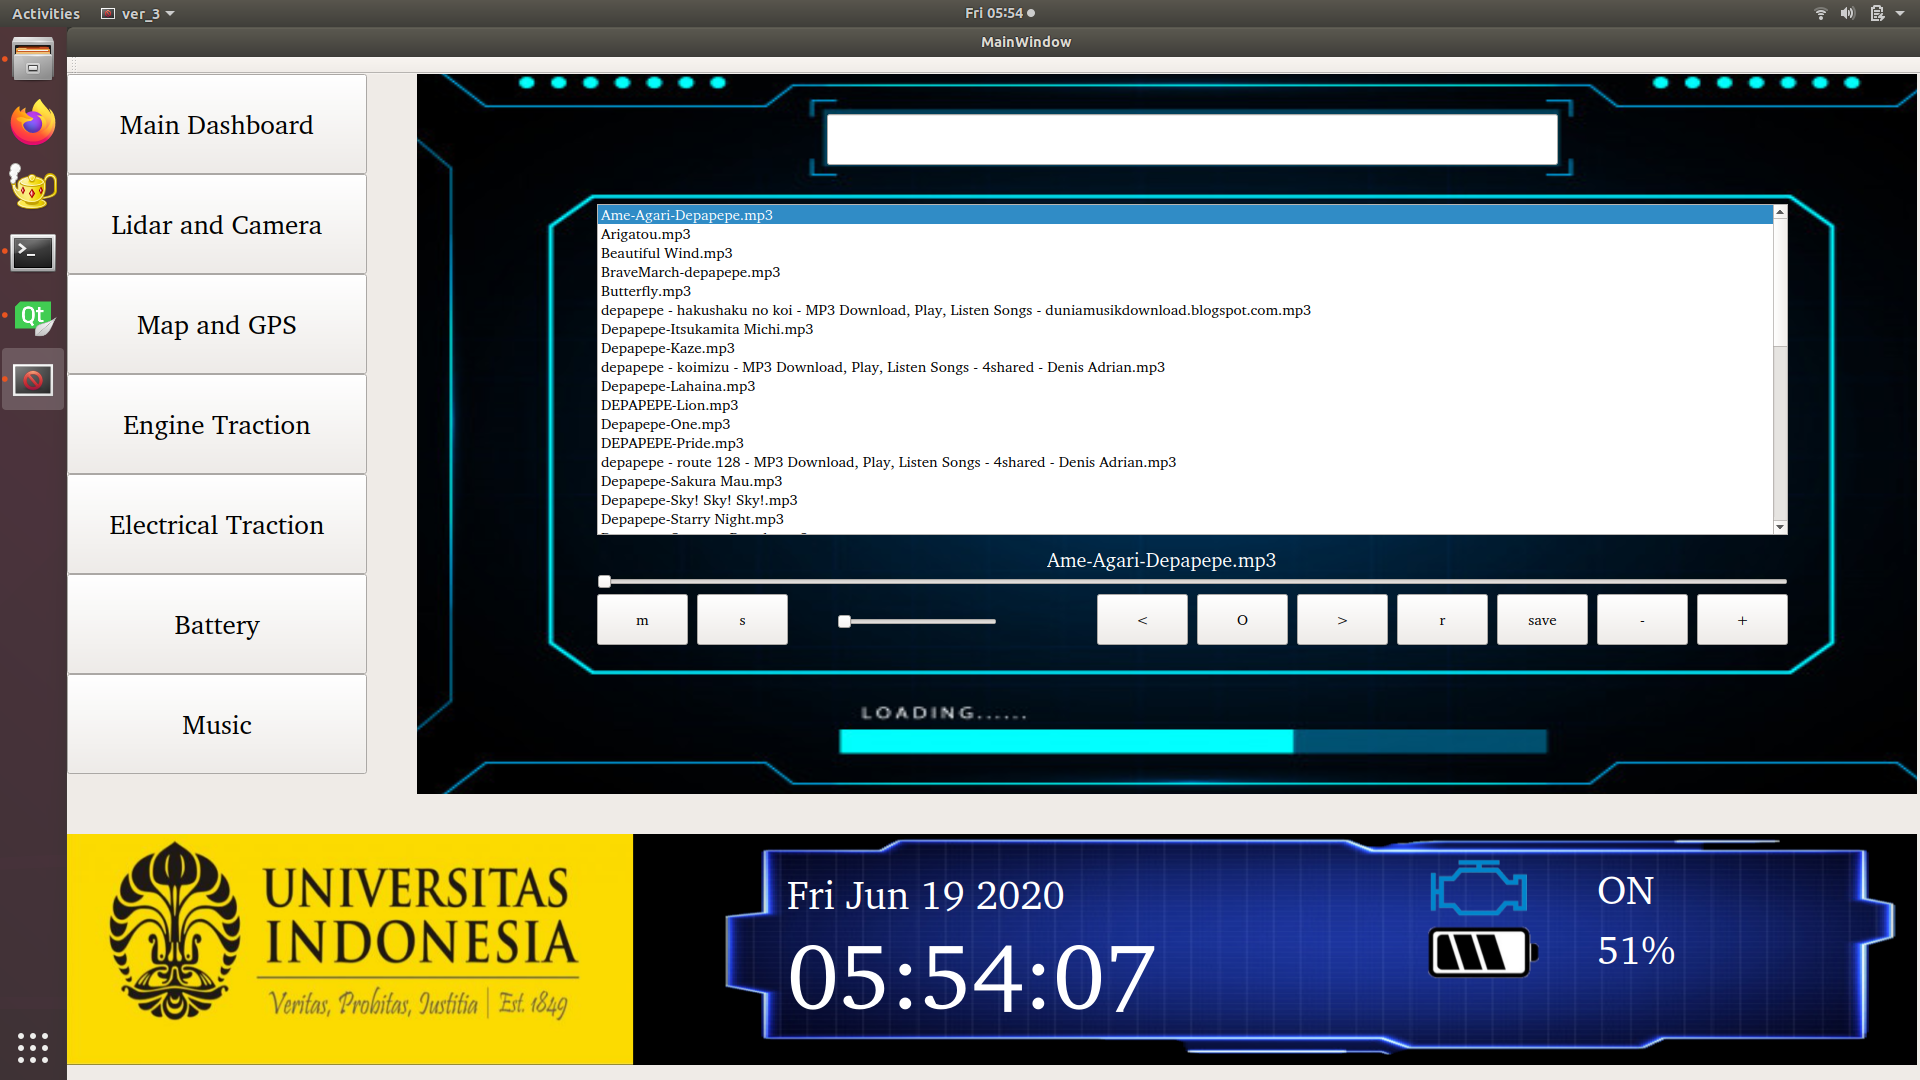 Activities
ver_3
Fri 05:54
MainWindow
Main Dashboard
Lidar and Camera
Map and GPS
Engine Traction
Electrical Traction
Battery
Music
Ame-Agari-Depapepe.mp3
Arigatou.mp3
Beautiful Wind.mp3
BraveMarch-depapepe.mp3
Butterfly.mp3
depapepe - hakushaku no koi - MP3 Download, Play, Listen Songs - duniamusikdownload.blogspot.com.mp3
Depapepe-Itsukamita Michi.mp3
Depapepe-Kaze.mp3
depapepe - koimizu - MP3 Download, Play, Listen Songs - 4shared - Denis Adrian.mp3
Depapepe-Lahaina.mp3
DEPAPEPE-Lion.mp3
Depapepe-One.mp3
DEPAPEPE-Pride.mp3
depapepe - route 128 - MP3 Download, Play, Listen Songs - 4shared - Denis Adrian.mp3
Depapepe-Sakura Mau.mp3
Depapepe-Sky! Sky! Sky!.mp3
Depapepe-Starry Night.mp3
Ame-Agari-Depapepe.mp3
m s < O > r save - +
LOADING......
UNIVERSITAS
INDONESIA
Veritas, Probitas, Iustitia | Est. 1849
Fri Jun 19 2020
05:54:07
ON
51%
Qt